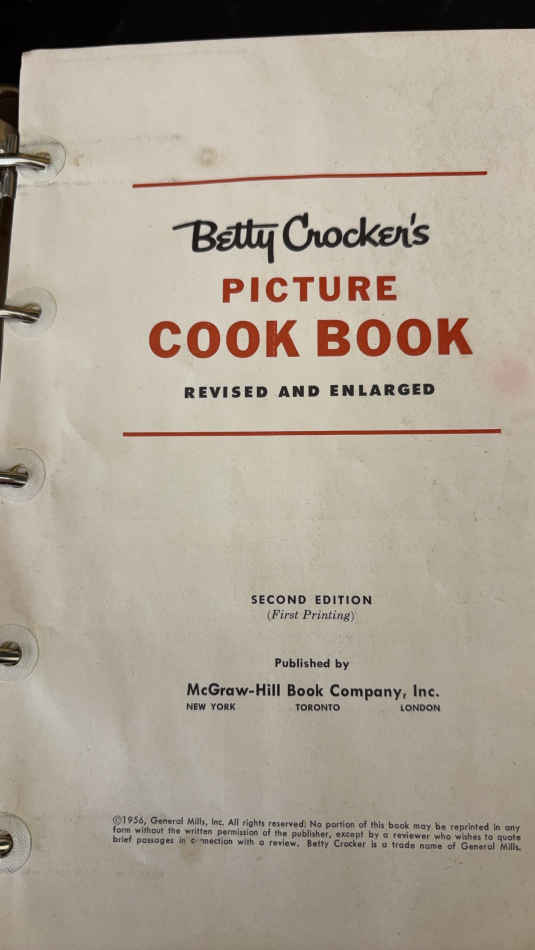 Betty Crocker's
PICTURE
COOK BOOK
REVISED AND ENLARGED
SECOND EDITION
(First Printing)
Published by
McGraw-Hill Book Company, Inc.
NEW YORK TORONTO LONDON
©1956, General Mills, Inc. All rights reserved: No portion of this book may be reprinted in any
form without the written permission of the publisher, except by a reviewer who wishes to quote
brief passages in connection with a review. Betty Crocker is a trade name of General Mills.